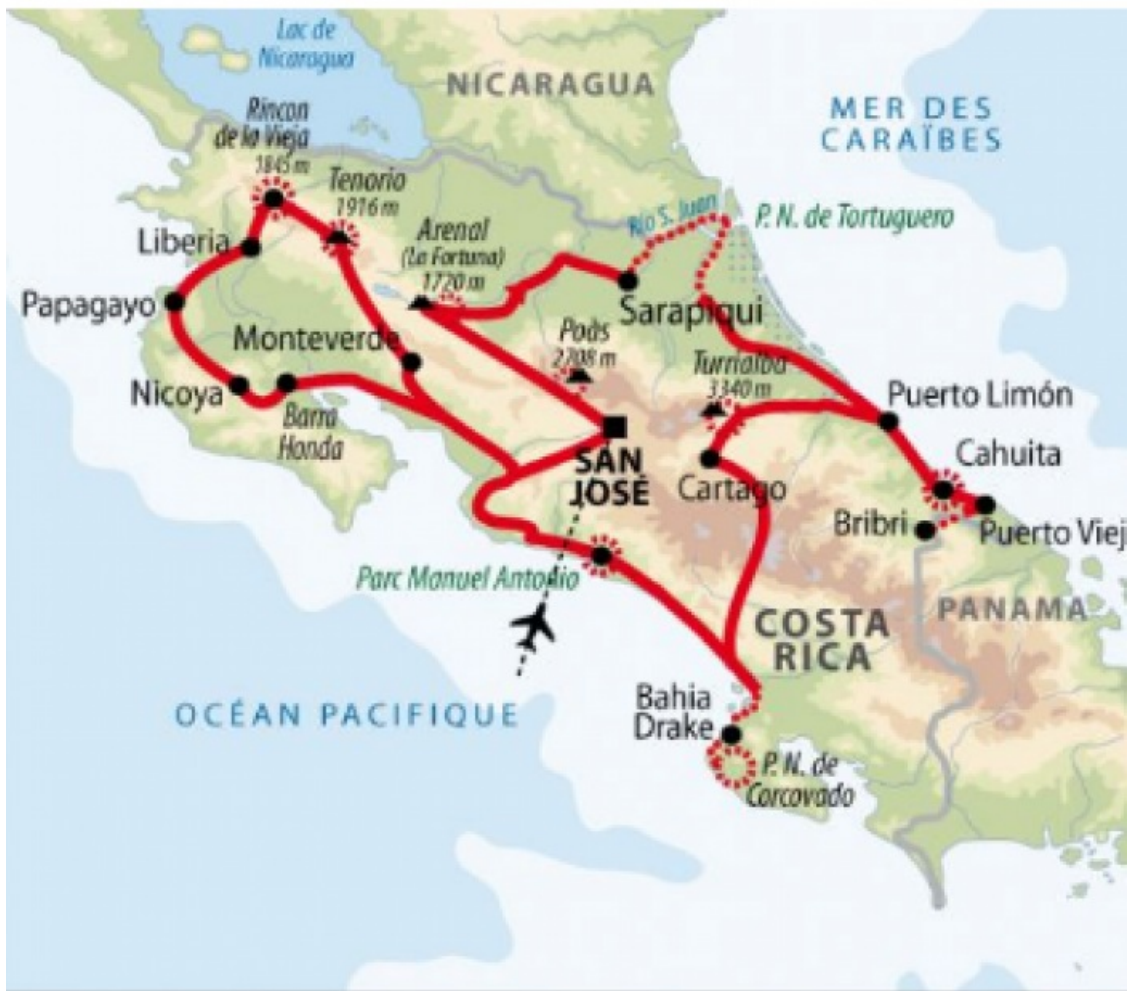 Lac de
Nicaragua
NICARAGUA
MER DES
CARAÏBES
Rincon
de la Vieja
1845 m
Tenorio
1916 m
Arenal
(La Fortuna)
1720 m
Río S. Juan
P. N. de Tortuguero
Liberia
Papagayo
Monteverde
Nicoya
Barra
Honda
Sarapiqui
Poàs
2708 m
Turrialba
3340 m
Puerto Limón
Cahuita
SAN
JOSÉ
Cartago
Bribri
Puerto Viej
Parc Manuel Antonio
COSTA
RICA
PANAMA
OCÉAN PACIFIQUE
Bahia
Drake
P. N. de
Corcovado